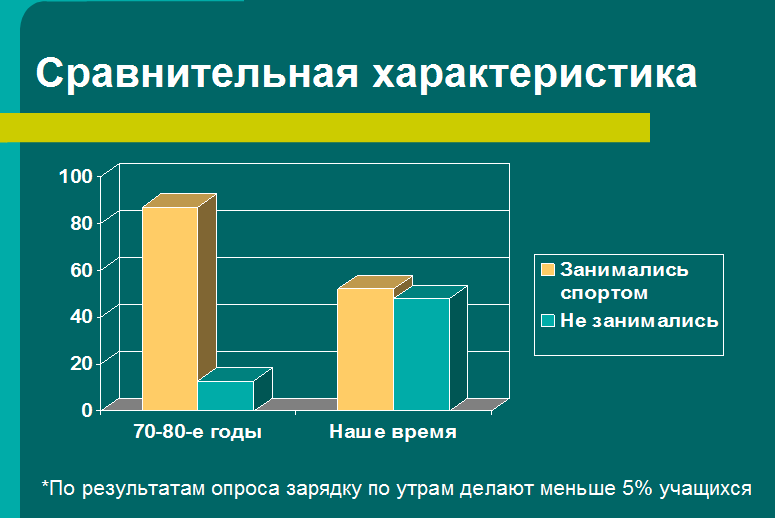 Сравнительная характеристика
100
80
60
40
20
0
70-80-е годы
Наше время
Занимались
спортом
Не занимались
*По результатам опроса зарядку по утрам делают меньше 5% учащихся